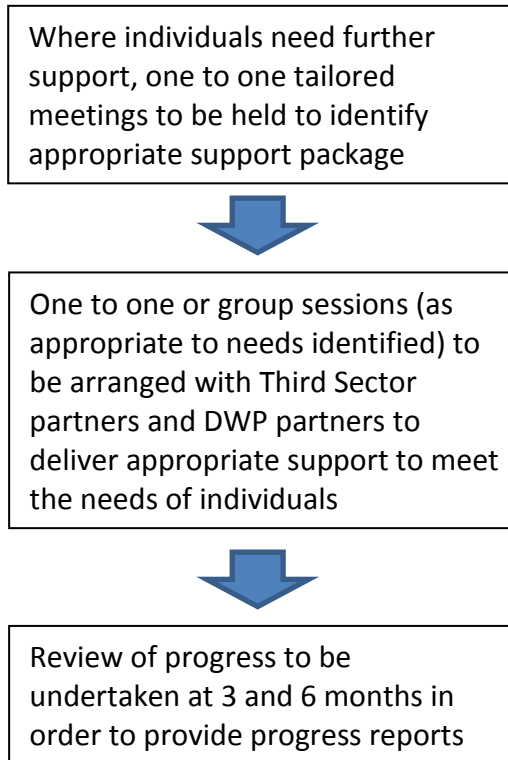 Where individuals need further
support, one to one tailored
meetings to be held to identify
appropriate support package
One to one or group sessions (as
appropriate to needs identified) to
be arranged with Third Sector
partners and DWP partners to
deliver appropriate support to meet
the needs of individuals
Review of progress to be
undertaken at 3 and 6 months in
order to provide progress reports